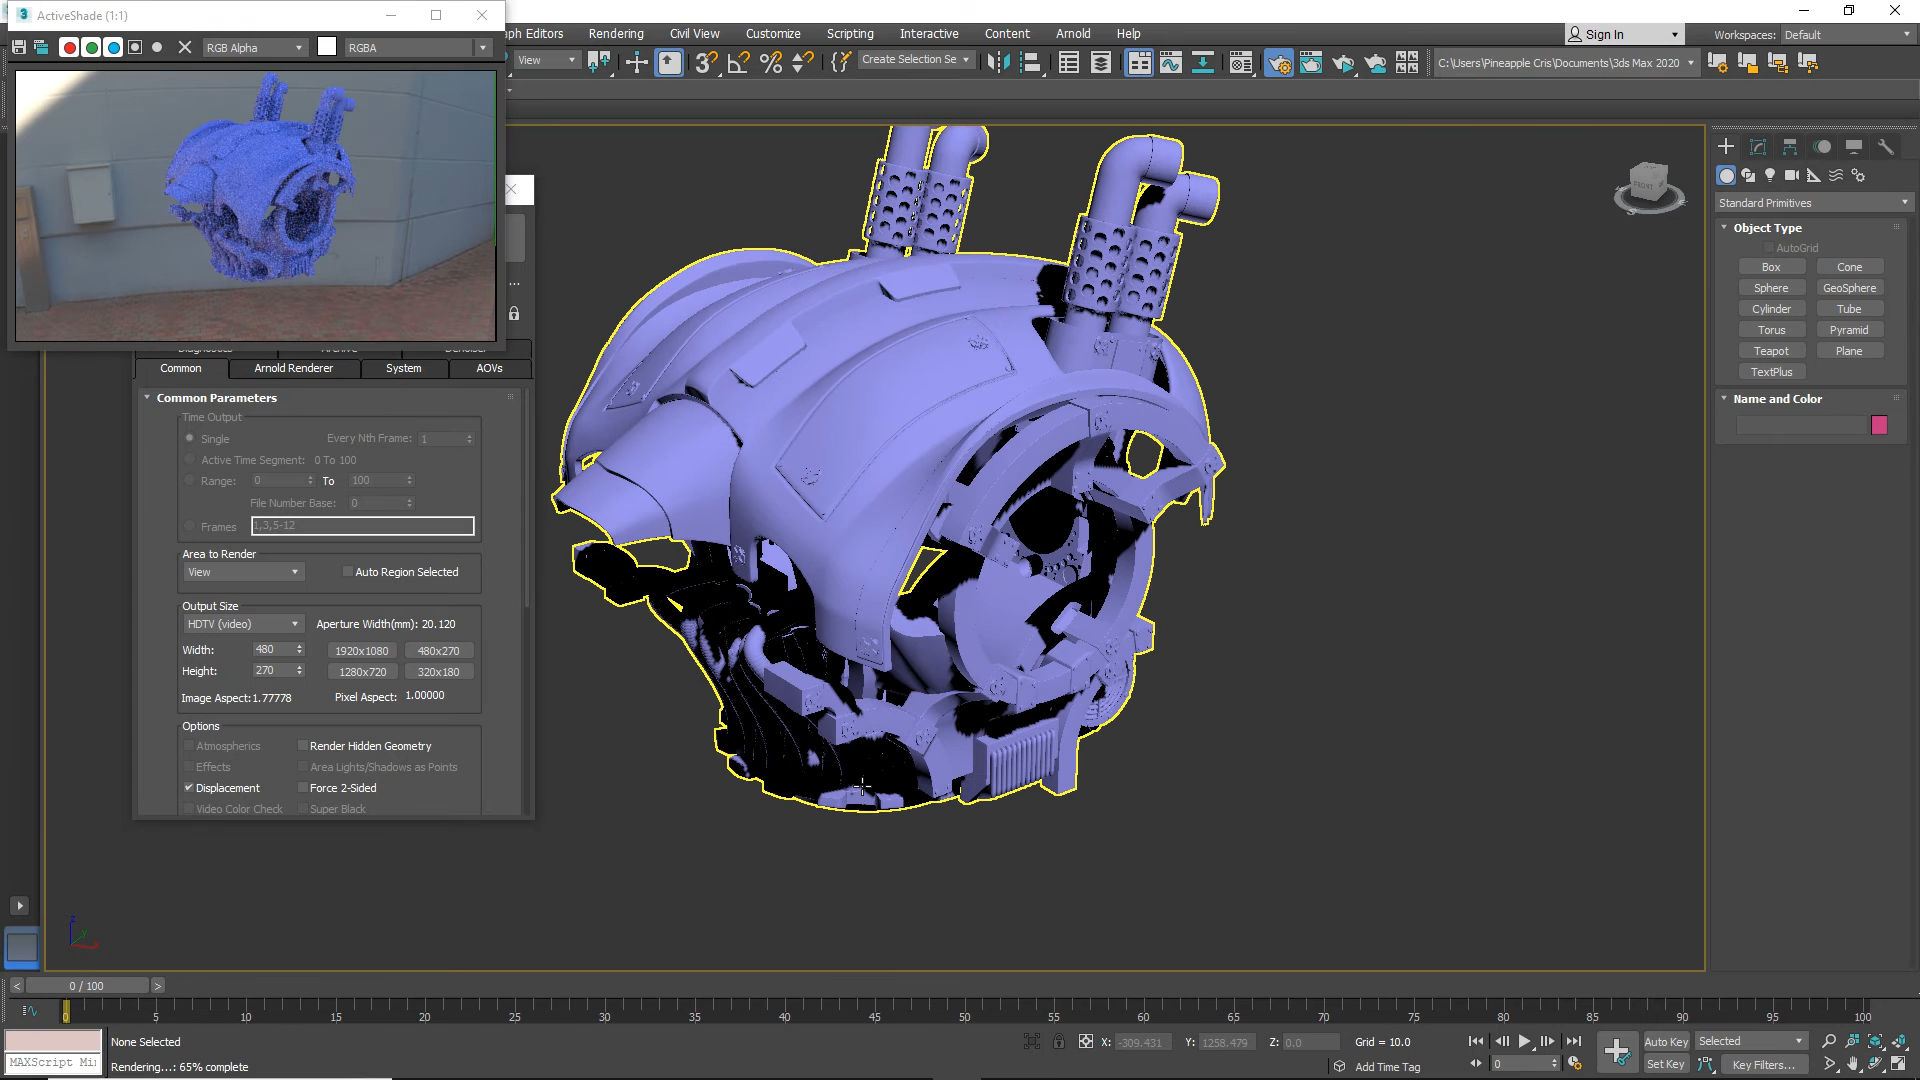 ActiveShade (1:1)
RGB Alpha
RGBA
ph Editors
Rendering
Civil View
Customize
Scripting
Interactive
Content
Arnold
Help
Sign In
Workspaces: Default
View
Create Selection Se
C:\Users\Pineapple Cris\Documents\3ds Max 2020
FRONT
Standard Primitives
Object Type
AutoGrid
Box
Cone
Sphere
GeoSphere
Cylinder
Tube
Torus
Pyramid
Teapot
Plane
TextPlus
Name and Color
Common
Arnold Renderer
System
AOVs
Common Parameters
Time Output
Single
Every Nth Frame: 1
Active Time Segment: 0 To 100
Range: 0 To 100
File Number Base: 0
Frames 1,3,5-12
Area to Render
View
Auto Region Selected
Output Size
HDTV (video)
Aperture Width(mm): 20.120
Width: 480
1920x1080
480x270
Height: 270
1280x720
320x180
Image Aspect:1.77778
Pixel Aspect: 1.00000
Options
Atmospherics
Render Hidden Geometry
Effects
Area Lights/Shadows as Points
Displacement
Force 2-Sided
Video Color Check
Super Black
0 / 100
0 5 10 15 20 25 30 35 40 45 50 55 60 65 70 75 80 85 90 95 100
None Selected
X: -309.431
Y: 1258.479
Z: 0.0
Grid = 10.0
Auto Key
Selected
MAXScript Mi
Rendering...: 65% complete
Add Time Tag
0
Set Key
Key Filters...